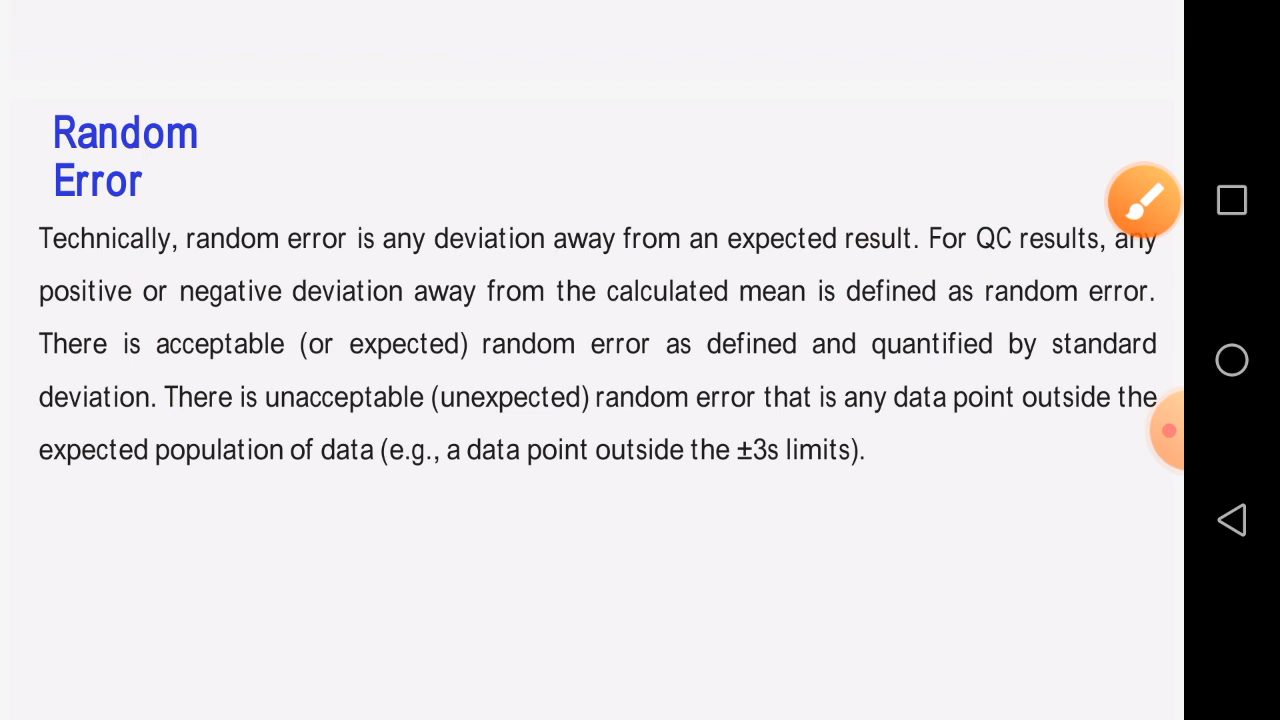 Random
Error
Technically, random error is any deviation away from an expected result. For QC results, any
positive or negative deviation away from the calculated mean is defined as random error.
There is acceptable (or expected) random error as defined and quantified by standard
deviation. There is unacceptable (unexpected) random error that is any data point outside the
expected population of data (e.g., a data point outside the ±3s limits).